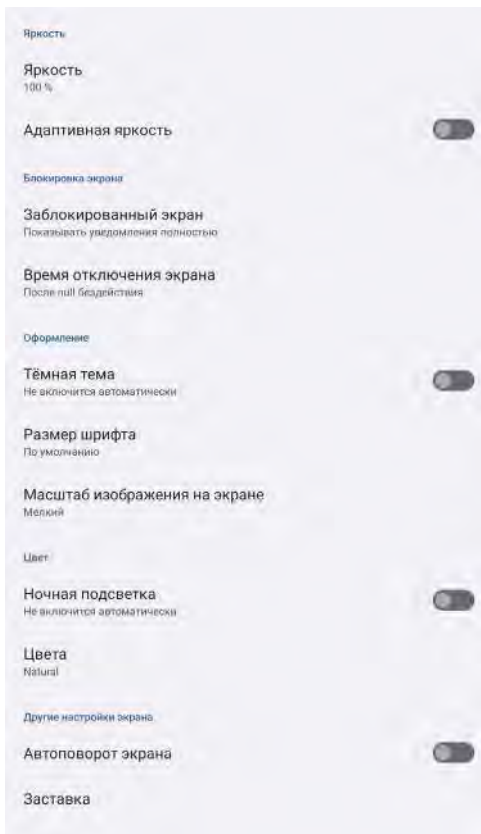 Яркость
Яркость
100 %
Адаптивная яркость
Блокировка экрана
Заблокированный экран
Показывать уведомления полностью
Время отключения экрана
После null бездействия
Оформление
Тёмная тема
Не включится автоматически
Размер шрифта
По умолчанию
Масштаб изображения на экране
Мелкий
Цвет
Ночная подсветка
Не включится автоматически
Цвета
Natural
Другие настройки экрана
Автоповорот экрана
Заставка